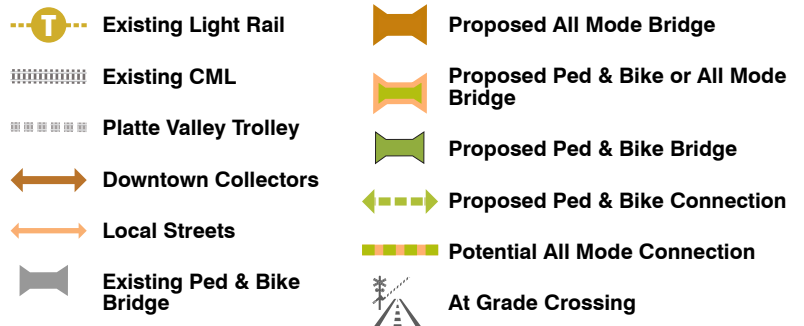 T
Existing Light Rail
Existing CML
Platte Valley Trolley
Downtown Collectors
Local Streets
Existing Ped & Bike
Bridge
Proposed All Mode Bridge
Proposed Ped & Bike or All Mode
Bridge
Proposed Ped & Bike Bridge
Proposed Ped & Bike Connection
Potential All Mode Connection
At Grade Crossing